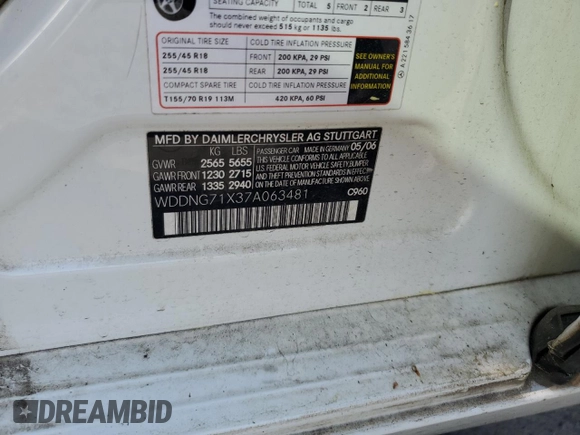 SEATING CAPACITY TOTAL 5 FRONT 2 REAR 3
The combined weight of occupants and cargo
should never exceed 515 kg or 1135 lbs.
ORIGINAL TIRE SIZE COLD TIRE INFLATION PRESSURE
255/45 R18 FRONT 200 KPA, 29 PSI
255/45 R18 REAR 200 KPA, 29 PSI
COMPACT SPARE TIRE COLD TIRE INFLATION PRESSURE
T155/70 R19 113M 420 KPA, 60 PSI
SEE OWNER'S
MANUAL FOR
ADDITIONAL
INFORMATION
A 221 584 36 17
MFD BY DAIMLERCHRYSLER AG STUTTGART
KG LBS
GVWR 2565 5655
GAWR FRONT 1230 2715
GAWR REAR 1335 2940
PASSENGER CAR MADE IN GERMANY 05/06
THIS VEHICLE CONFORMS TO ALL APPLICABLE
U.S. FEDERAL MOTOR VEHICLE SAFETY, BUMPER
AND THEFT PREVENTION STANDARDS IN EFFECT
ON THE DATE OF MANUFACTURE SHOWN ABOVE
WDDNG71X37A063481 C960
DREAMBID